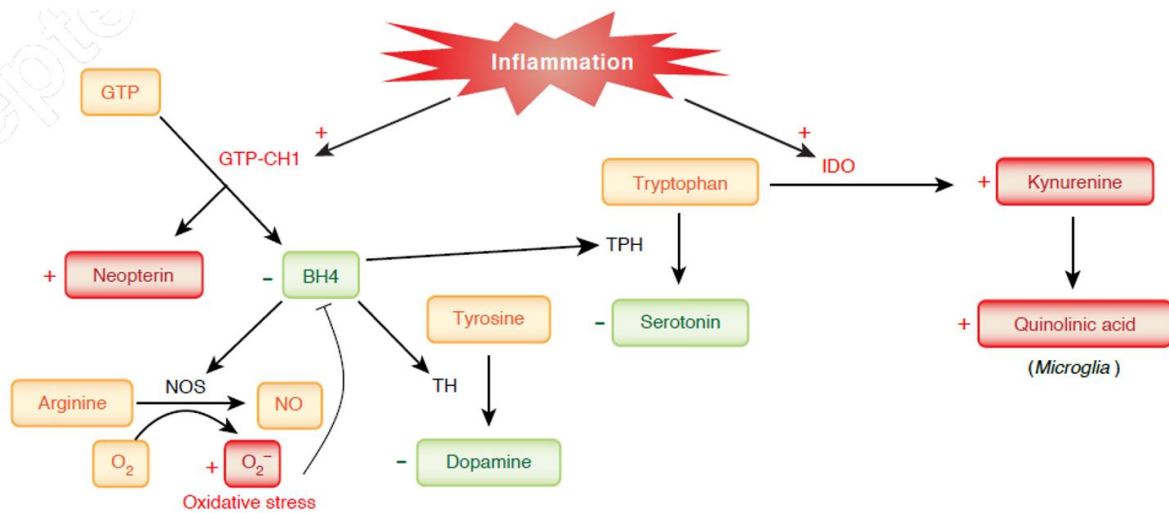 Inflammation
GTP
+
+
GTP-CH1
IDO
Tryptophan
+ Kynurenine
TPH
+ Neopterin
- BH4
Tyrosine
- Serotonin
+ Quinolinic acid
(Microglia)
NOS
TH
Arginine
NO
O₂
+ O₂⁻
- Dopamine
Oxidative stress